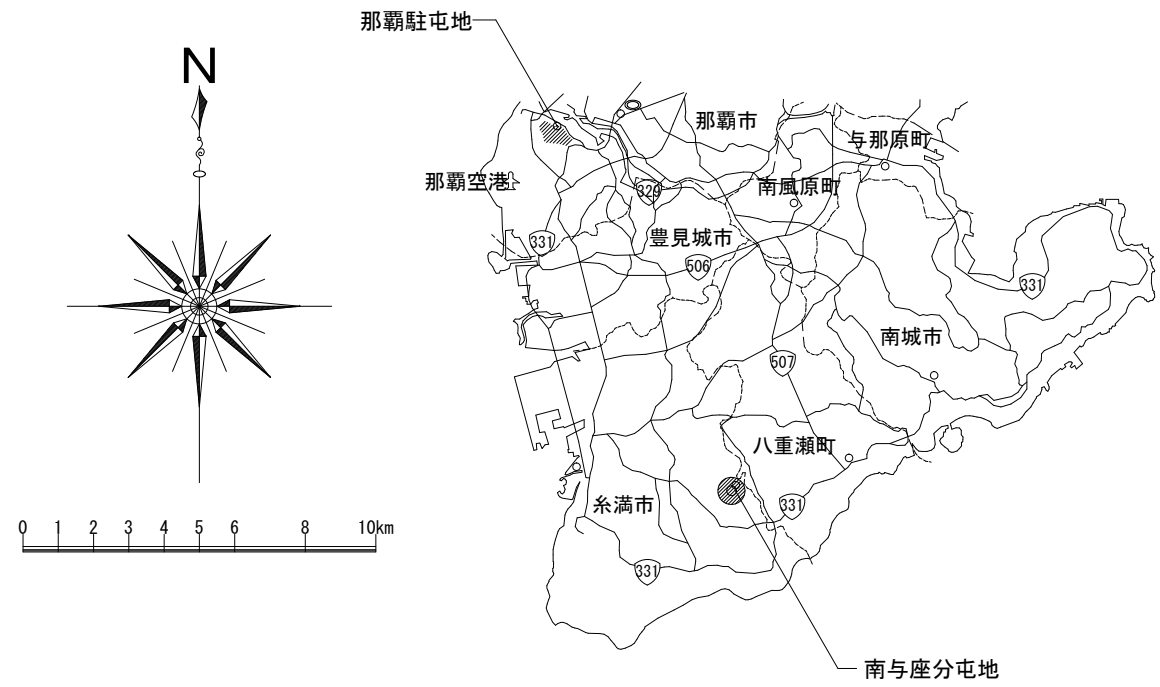 那覇駐屯地
N
那覇市
与那原町
那覇空港
329
南風原町
331
豊見城市
506
331
南城市
507
八重瀬町
糸満市
331
0 1 2 3 4 5 6 8 10km
331
南与座分屯地